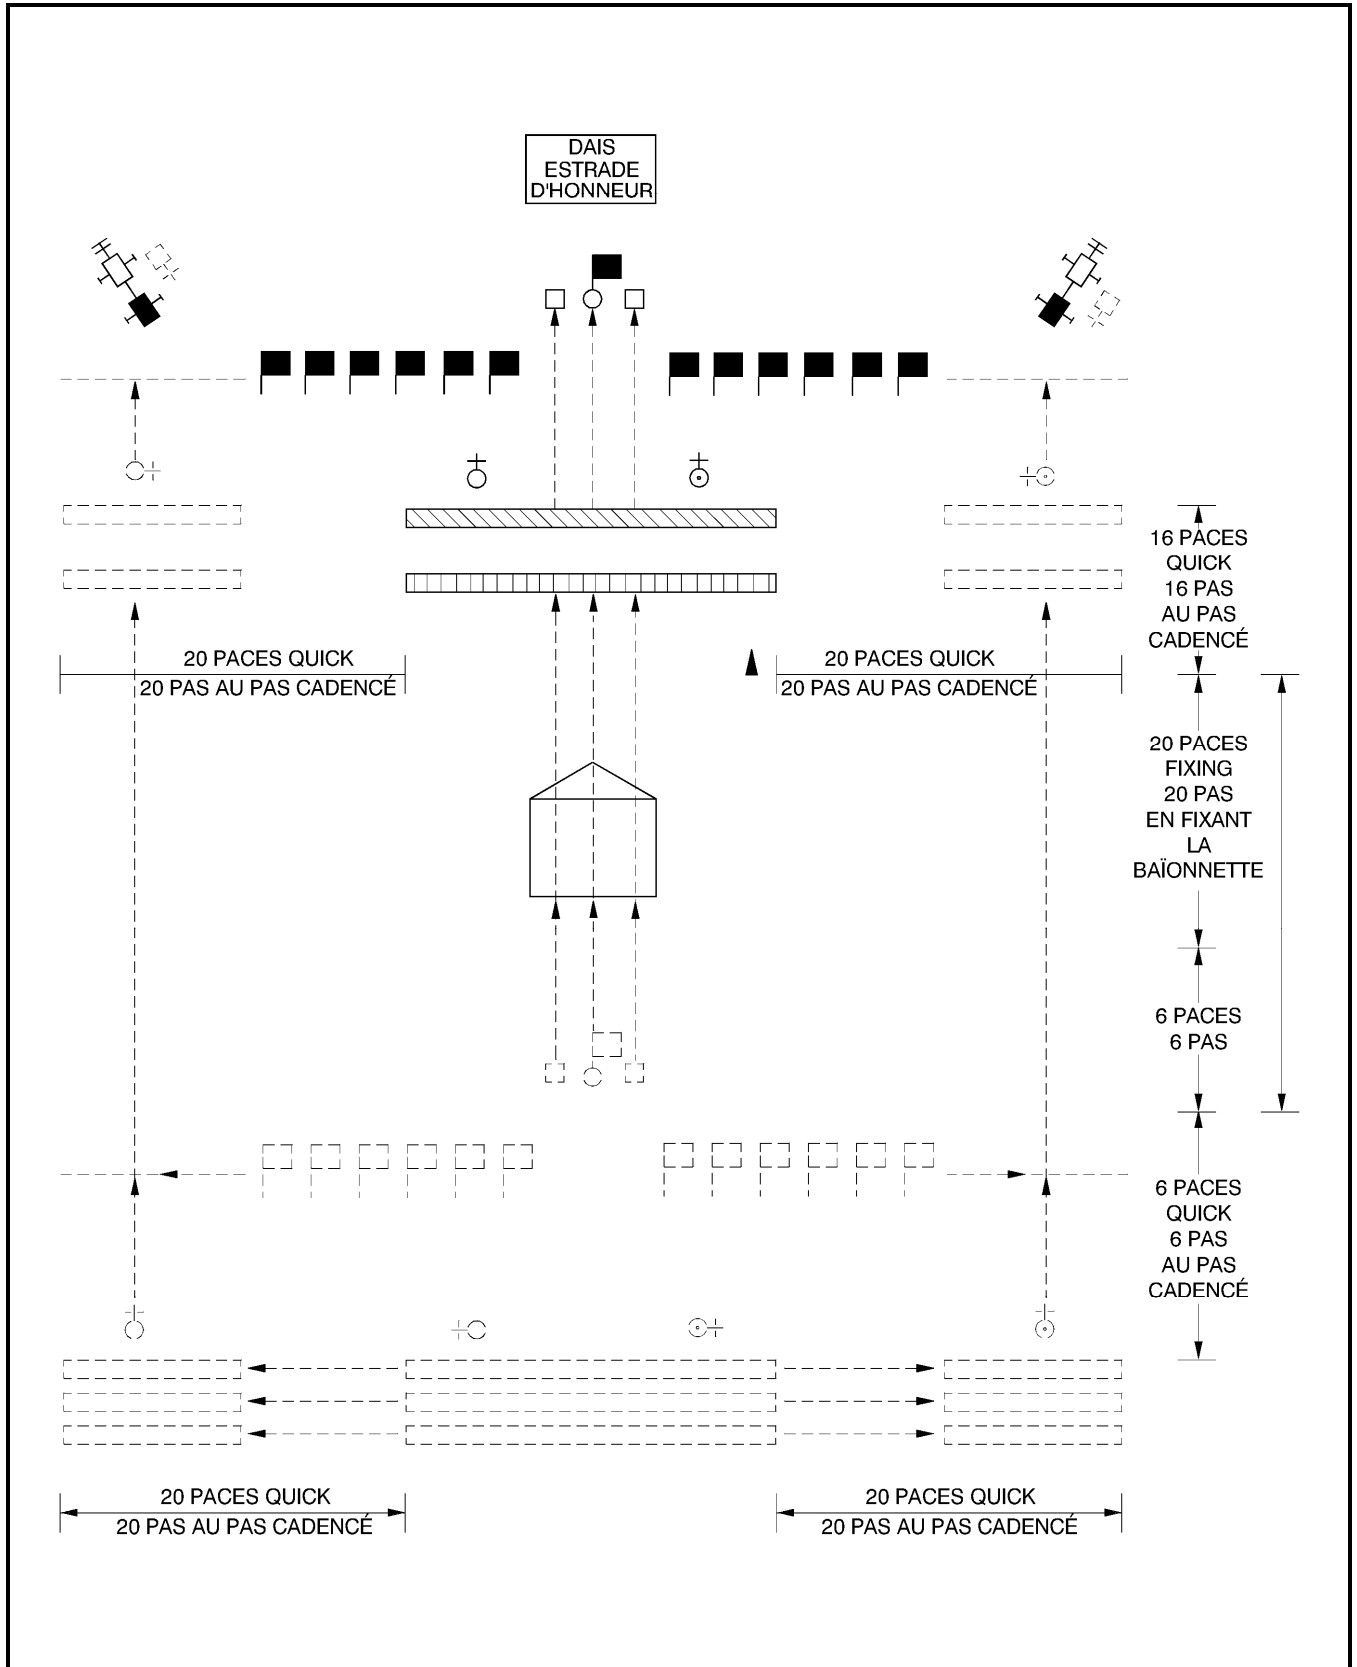 DAIS
ESTRADE
D'HONNEUR
16 PACES
QUICK
16 PAS
AU PAS
CADENCÉ
20 PACES QUICK
20 PAS AU PAS CADENCÉ
20 PACES QUICK
20 PAS AU PAS CADENCÉ
20 PACES
FIXING
20 PAS
EN FIXANT
LA
BAÏONNETTE
6 PACES
6 PAS
6 PACES
QUICK
6 PAS
AU PAS
CADENCÉ
20 PACES QUICK
20 PAS AU PAS CADENCÉ
20 PACES QUICK
20 PAS AU PAS CADENCÉ